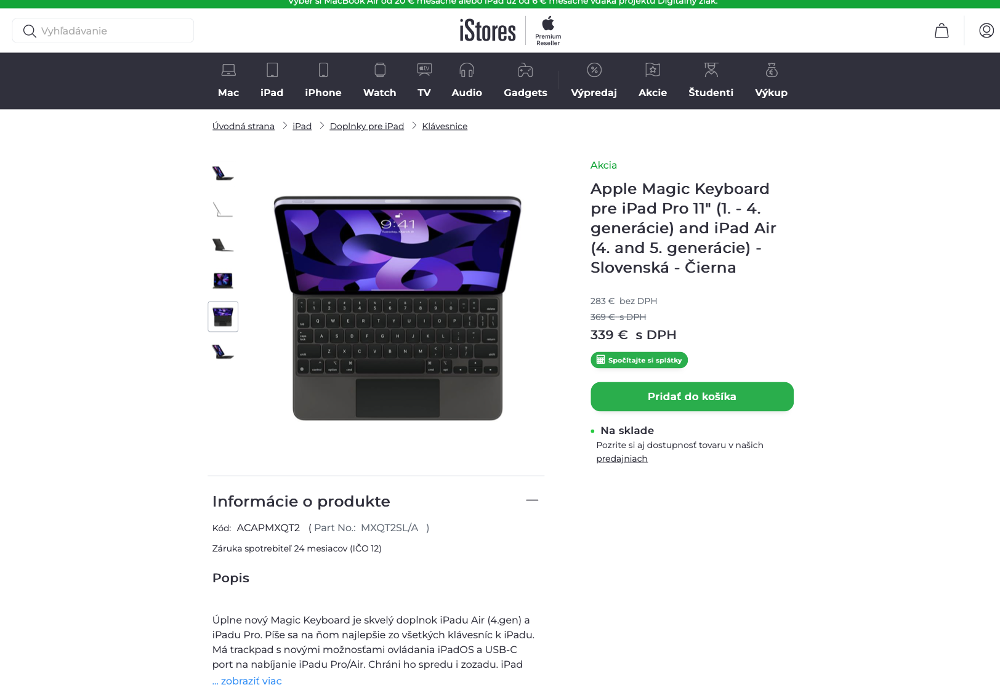 Vyber si MacBook Air od 20 € mesačne alebo iPad už od 6 € mesačne vďaka projektu Digitálny žiak.
Vyhľadávanie
iStores
Premium
Reseller
Mac
iPad
iPhone
Watch
tv
TV
Audio
Gadgets
Výpredaj
Akcie
Študenti
Výkup
Úvodná strana > iPad > Doplnky pre iPad > Klávesnice
Akcia
Apple Magic Keyboard
pre iPad Pro 11" (1. - 4.
generácie) and iPad Air
(4. and 5. generácie) -
Slovenská - Čierna
283 € bez DPH
369 € s DPH
339 € s DPH
Spočítajte si splátky
Pridať do košíka
Na sklade
Pozrite si aj dostupnosť tovaru v našich
predajniach
9:41
Informácie o produkte
Kód: ACAPMXQT2 ( Part No.: MXQT2SL/A )
Záruka spotrebiteľ 24 mesiacov (IČO 12)
Popis
Úplne nový Magic Keyboard je skvelý doplnok iPadu Air (4.gen) a
iPadu Pro. Píše sa na ňom najlepšie zo všetkých klávesníc k iPadu.
Má trackpad s novými možnosťami ovládania iPadOS a USB-C
port na nabíjanie iPadu Pro/Air. Chráni ho spredu i zozadu. iPad
... zobraziť viac